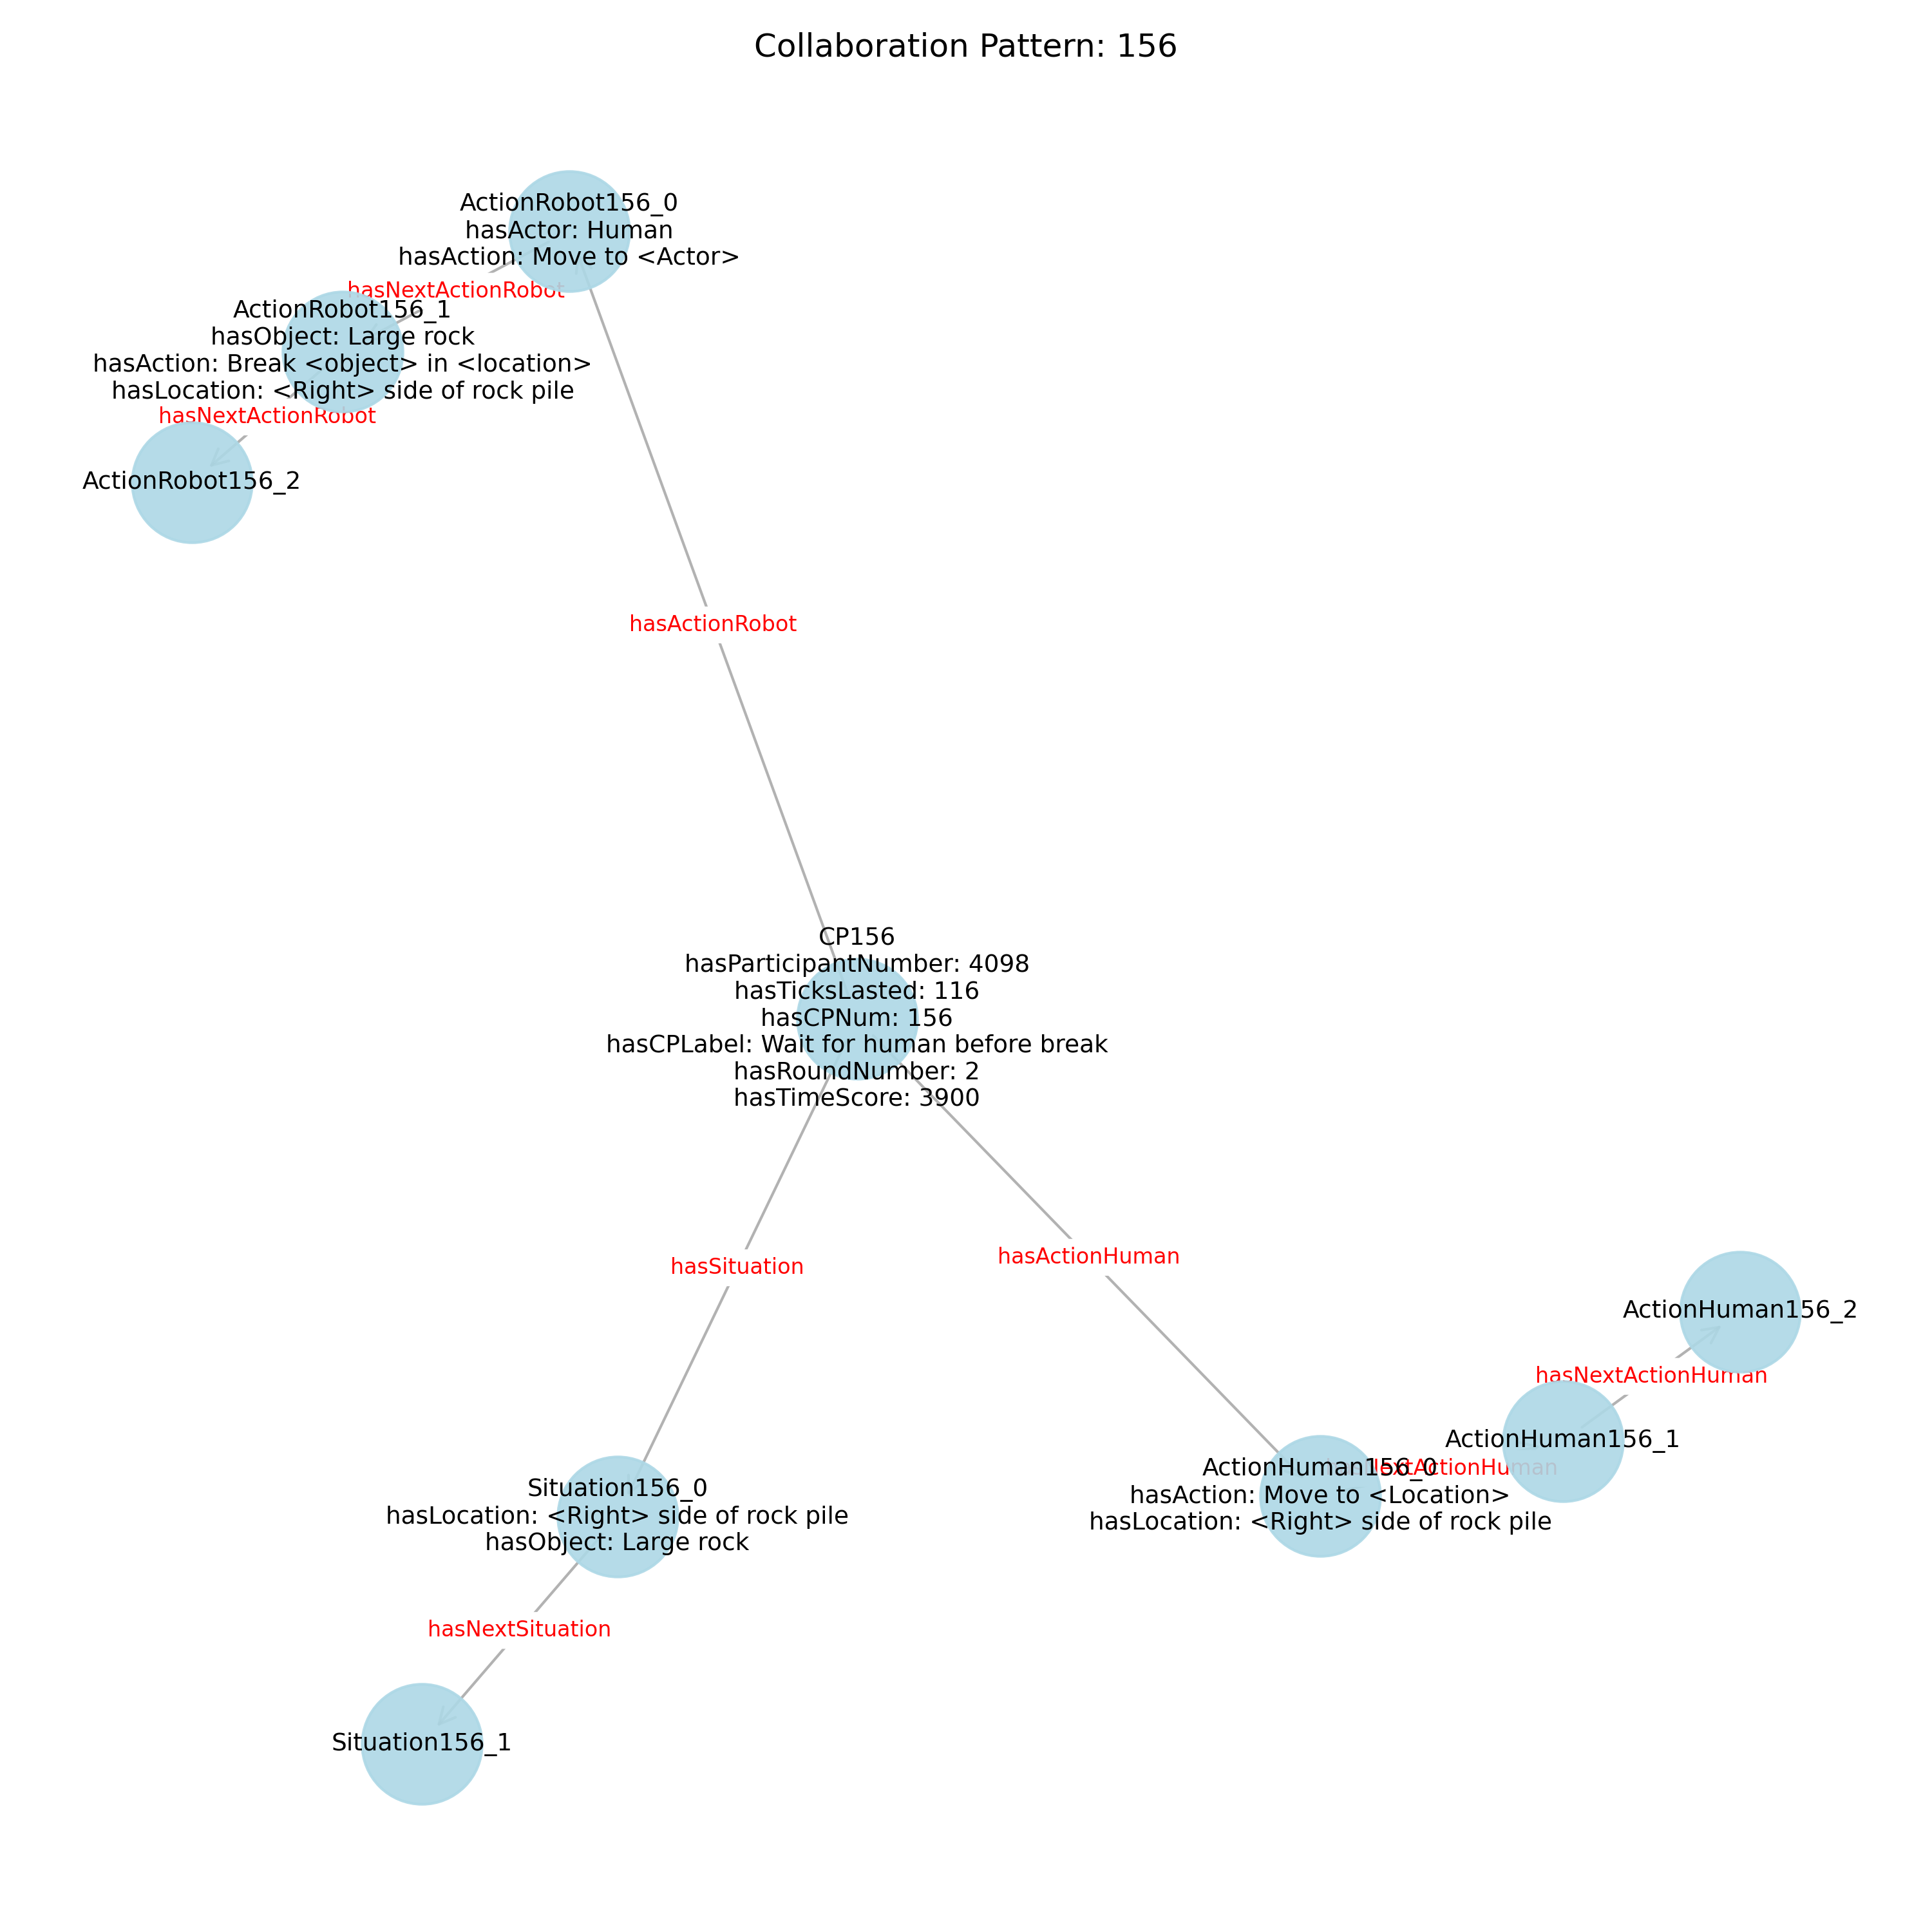 Collaboration Pattern: 156
ActionRobot156_0
hasActor: Human
hasAction: Move to <Actor>
hasNextActionRobot
ActionRobot156_1
hasObject: Large rock
hasAction: Break <object> in <location>
hasLocation: <Right> side of rock pile
hasNextActionRobot
ActionRobot156_2
hasActionRobot
CP156
hasParticipantNumber: 4098
hasTicksLasted: 116
hasCPNum: 156
hasCPLabel: Wait for human before break
hasRoundNumber: 2
hasTimeScore: 3900
hasSituation
hasActionHuman
ActionHuman156_2
hasNextActionHuman
ActionHuman156_1
ActionHuman156_0
hasAction: Move to <Location>
hasLocation: <Right> side of rock pile
Situation156_0
hasLocation: <Right> side of rock pile
hasObject: Large rock
hasNextSituation
Situation156_1